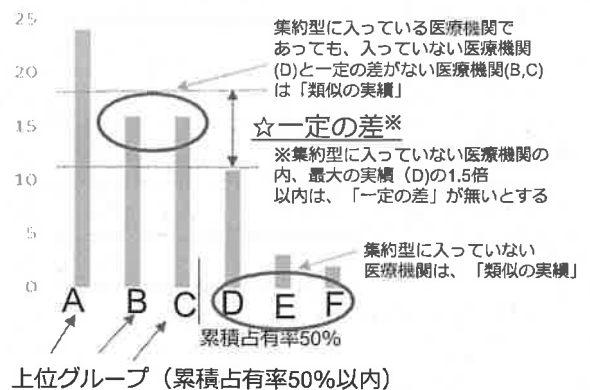 25
集約型に入っている医療機関で
あっても、入っていない医療機関
(D)と一定の差がない医療機関(B,C)
は「類似の実績」
20
15
☆一定の差※
※集約型に入っていない医療機関の
内、最大の実績（D)の1.5倍
以内は、「一定の差」が無いとする
10
5
集約型に入っていない
医療機関は、「類似の実績」
0
A B C D E F
累積占有率50%
上位グループ（累積占有率50%以内）